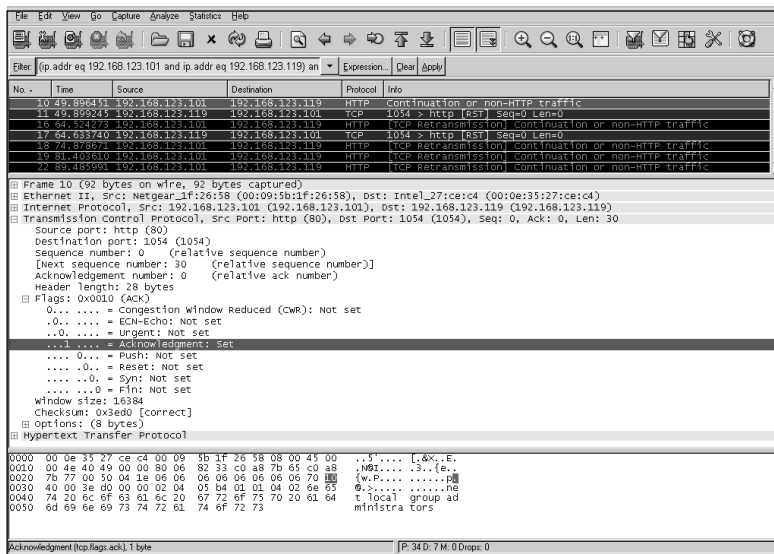 File Edit View Go Capture Analyze Statistics Help
Filter: (ip.addr eq 192.168.123.101 and ip.addr eq 192.168.123.119) an Expression... Clear Apply
No. - Time Source Destination Protocol Info
10 49.896451 192.168.123.101 192.168.123.119 HTTP Continuation or non-HTTP traffic
11 49.899245 192.168.123.119 192.168.123.101 TCP 1054 > http [RST] Seq=0 Len=0
16 64.524273 192.168.123.101 192.168.123.119 HTTP [TCP Retransmission] Continuation or non-HTTP traffic
17 64.633740 192.168.123.119 192.168.123.101 TCP 1054 > http [RST] Seq=0 Len=0
18 74.878671 192.168.123.101 192.168.123.119 HTTP [TCP Retransmission] Continuation or non-HTTP traffic
19 81.403610 192.168.123.101 192.168.123.119 HTTP [TCP Retransmission] Continuation or non-HTTP traffic
22 89.485991 192.168.123.101 192.168.123.119 HTTP [TCP Retransmission] Continuation or non-HTTP traffic
Frame 10 (92 bytes on wire, 92 bytes captured)
Ethernet II, Src: Netgear_1f:26:58 (00:09:5b:1f:26:58), Dst: Intel_27:ce:c4 (00:0e:35:27:ce:c4)
Internet Protocol, Src: 192.168.123.101 (192.168.123.101), Dst: 192.168.123.119 (192.168.123.119)
Transmission Control Protocol, Src Port: http (80), Dst Port: 1054 (1054), Seq: 0, Ack: 0, Len: 30
Source port: http (80)
Destination port: 1054 (1054)
Sequence number: 0 (relative sequence number)
[Next sequence number: 30 (relative sequence number)]
Acknowledgement number: 0 (relative ack number)
Header length: 28 bytes
Flags: 0x0010 (ACK)
0... .... = Congestion Window Reduced (CWR): Not set
.0.. .... = ECN-Echo: Not set
..0. .... = Urgent: Not set
...1 .... = Acknowledgment: Set
.... 0... = Push: Not set
.... .0.. = Reset: Not set
.... ..0. = Syn: Not set
.... ...0 = Fin: Not set
Window size: 16384
Checksum: 0x3ed0 [correct]
Options: (8 bytes)
Hypertext Transfer Protocol
0000 00 0e 35 27 ce c4 00 09 5b 1f 26 58 08 00 45 00 ..5'.... [.&X..E.
0010 00 4e 40 49 00 00 80 06 82 33 c0 a8 7b 65 c0 a8 .N@I.... .3..{e..
0020 7b 77 00 50 04 1e 06 06 06 06 06 06 06 06 70 10 {w.P.... ......p.
0030 40 00 3e d0 00 00 02 04 05 b4 01 01 04 02 6e 65 @.>..... ......ne
0040 74 20 6c 6f 63 61 6c 20 67 72 6f 75 70 20 61 64 t local group ad
0050 6d 69 6e 69 73 74 72 61 74 6f 72 73 ministra tors
Acknowledgment (tcp.flags.ack), 1 byte P: 34 D: 7 M: 0 Drops: 0